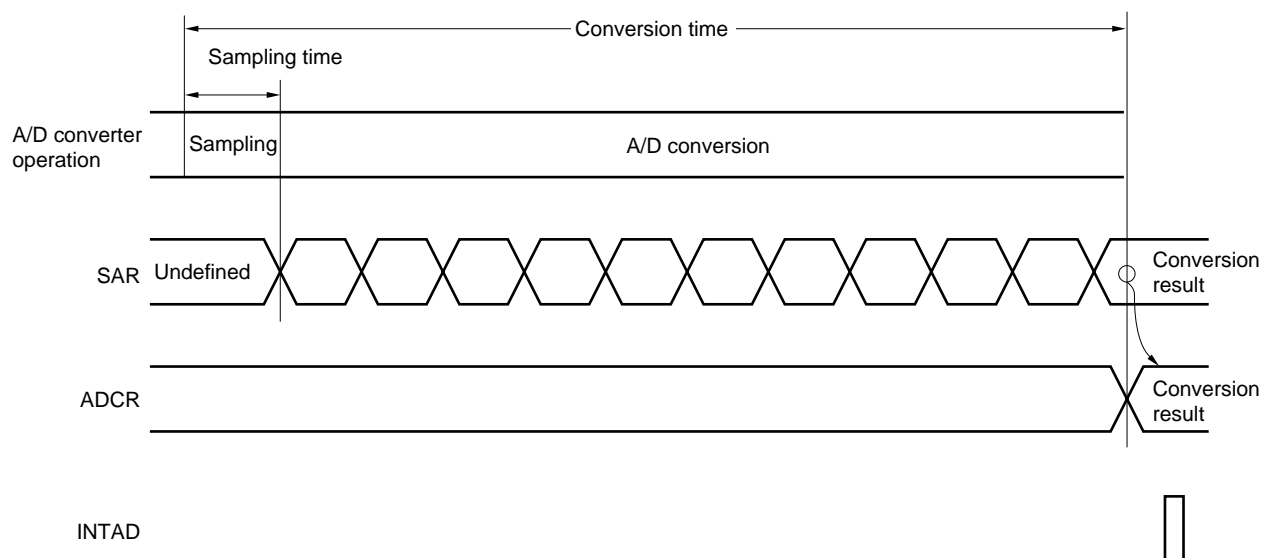 Conversion time
Sampling time
A/D converter
operation
Sampling
A/D conversion
SAR
Undefined
Conversion
result
ADCR
Conversion
result
INTAD